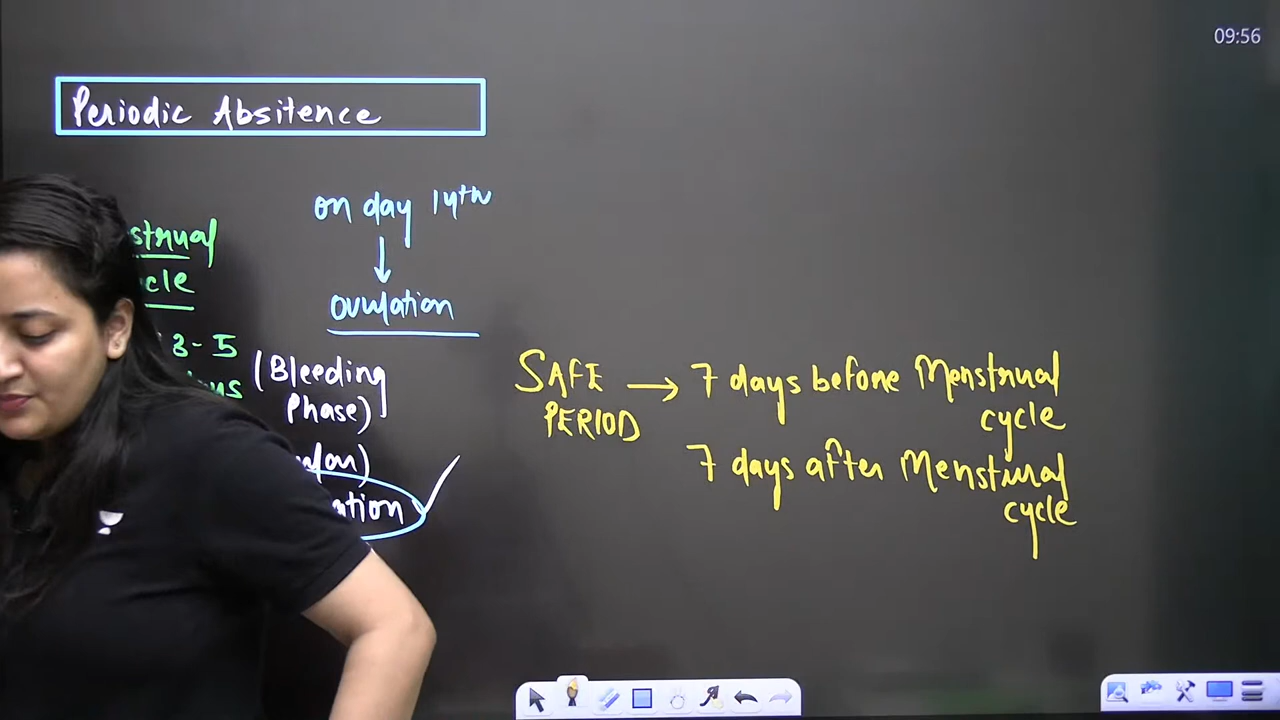 09:56
Periodic Absitence
on day 14th
↓
ovulation
3-5
(Bleeding
Phase)
SAFE PERIOD → 7 days before Menstrual
cycle
7 days after Menstural
cycle